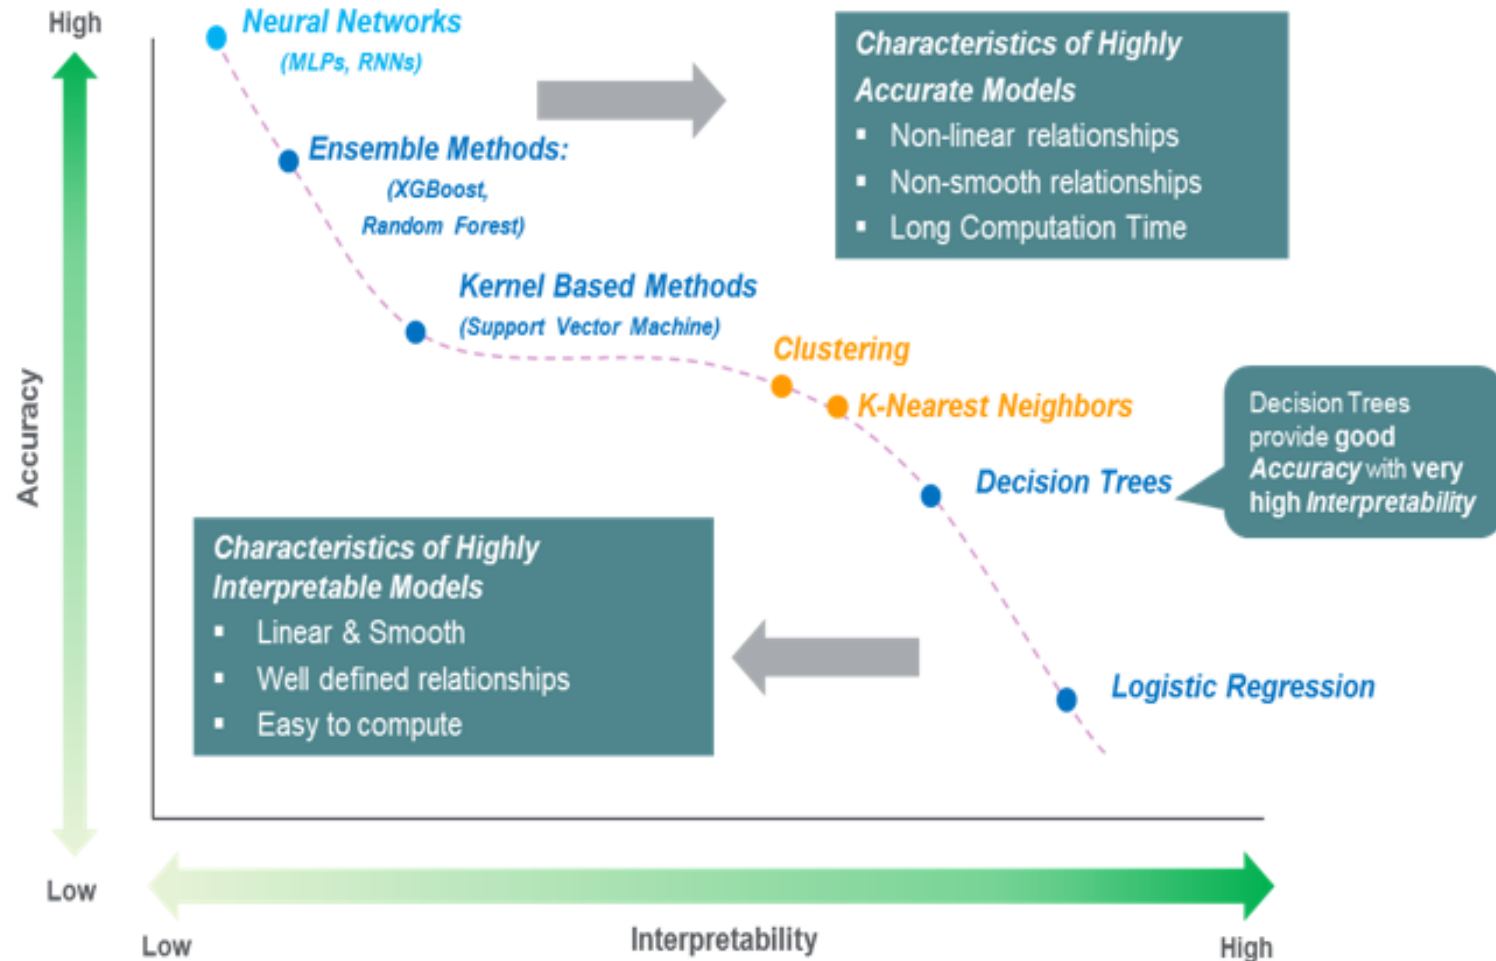 High
Neural Networks
(MLPs, RNNs)
Ensemble Methods:
(XGBoost,
Random Forest)
Kernel Based Methods
(Support Vector Machine)
Characteristics of Highly
Accurate Models
▪ Non-linear relationships
▪ Non-smooth relationships
▪ Long Computation Time
Clustering
K-Nearest Neighbors
Decision Trees
Decision Trees
provide good
Accuracy with very
high Interpretability
Accuracy
Characteristics of Highly
Interpretable Models
▪ Linear & Smooth
▪ Well defined relationships
▪ Easy to compute
Logistic Regression
Low
Low
Interpretability
High